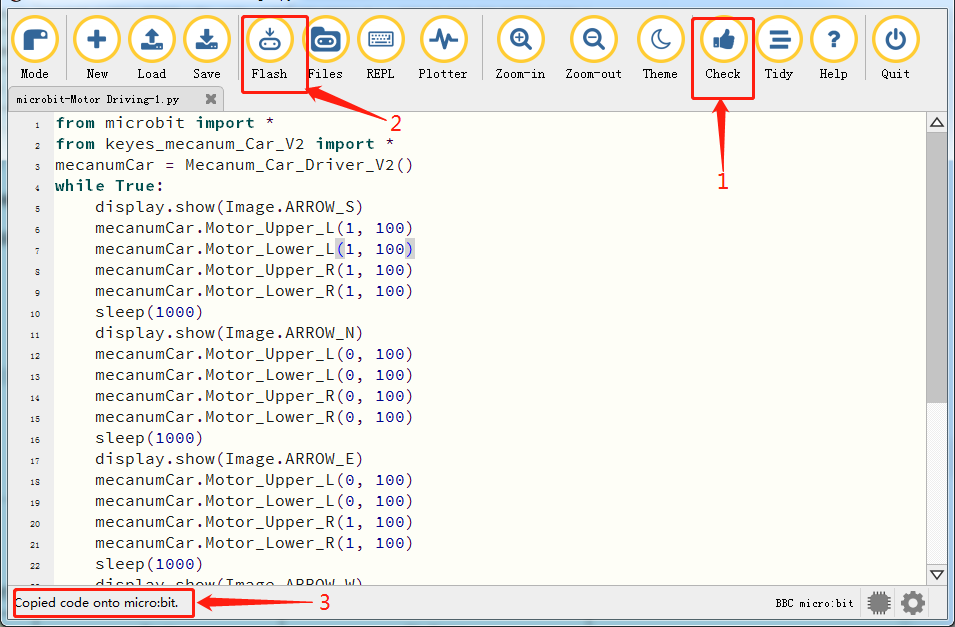 Mode New Load Save Flash Files REPL Plotter Zoom-in Zoom-out Theme Check Tidy Help Quit
microbit-Motor Driving-1.py
2
1
1 from microbit import *
2 from keyes_mecanum_Car_V2 import *
3 mecanumCar = Mecanum_Car_Driver_V2()
4 while True:
5     display.show(Image.ARROW_S)
6     mecanumCar.Motor_Upper_L(1, 100)
7     mecanumCar.Motor_Lower_L(1, 100)
8     mecanumCar.Motor_Upper_R(1, 100)
9     mecanumCar.Motor_Lower_R(1, 100)
10     sleep(1000)
11     display.show(Image.ARROW_N)
12     mecanumCar.Motor_Upper_L(0, 100)
13     mecanumCar.Motor_Lower_L(0, 100)
14     mecanumCar.Motor_Upper_R(0, 100)
15     mecanumCar.Motor_Lower_R(0, 100)
16     sleep(1000)
17     display.show(Image.ARROW_E)
18     mecanumCar.Motor_Upper_L(0, 100)
19     mecanumCar.Motor_Lower_L(0, 100)
20     mecanumCar.Motor_Upper_R(1, 100)
21     mecanumCar.Motor_Lower_R(1, 100)
22     sleep(1000)
display.show(Image.ARROW_W)
Copied code onto micro:bit.
3
BBC micro:bit